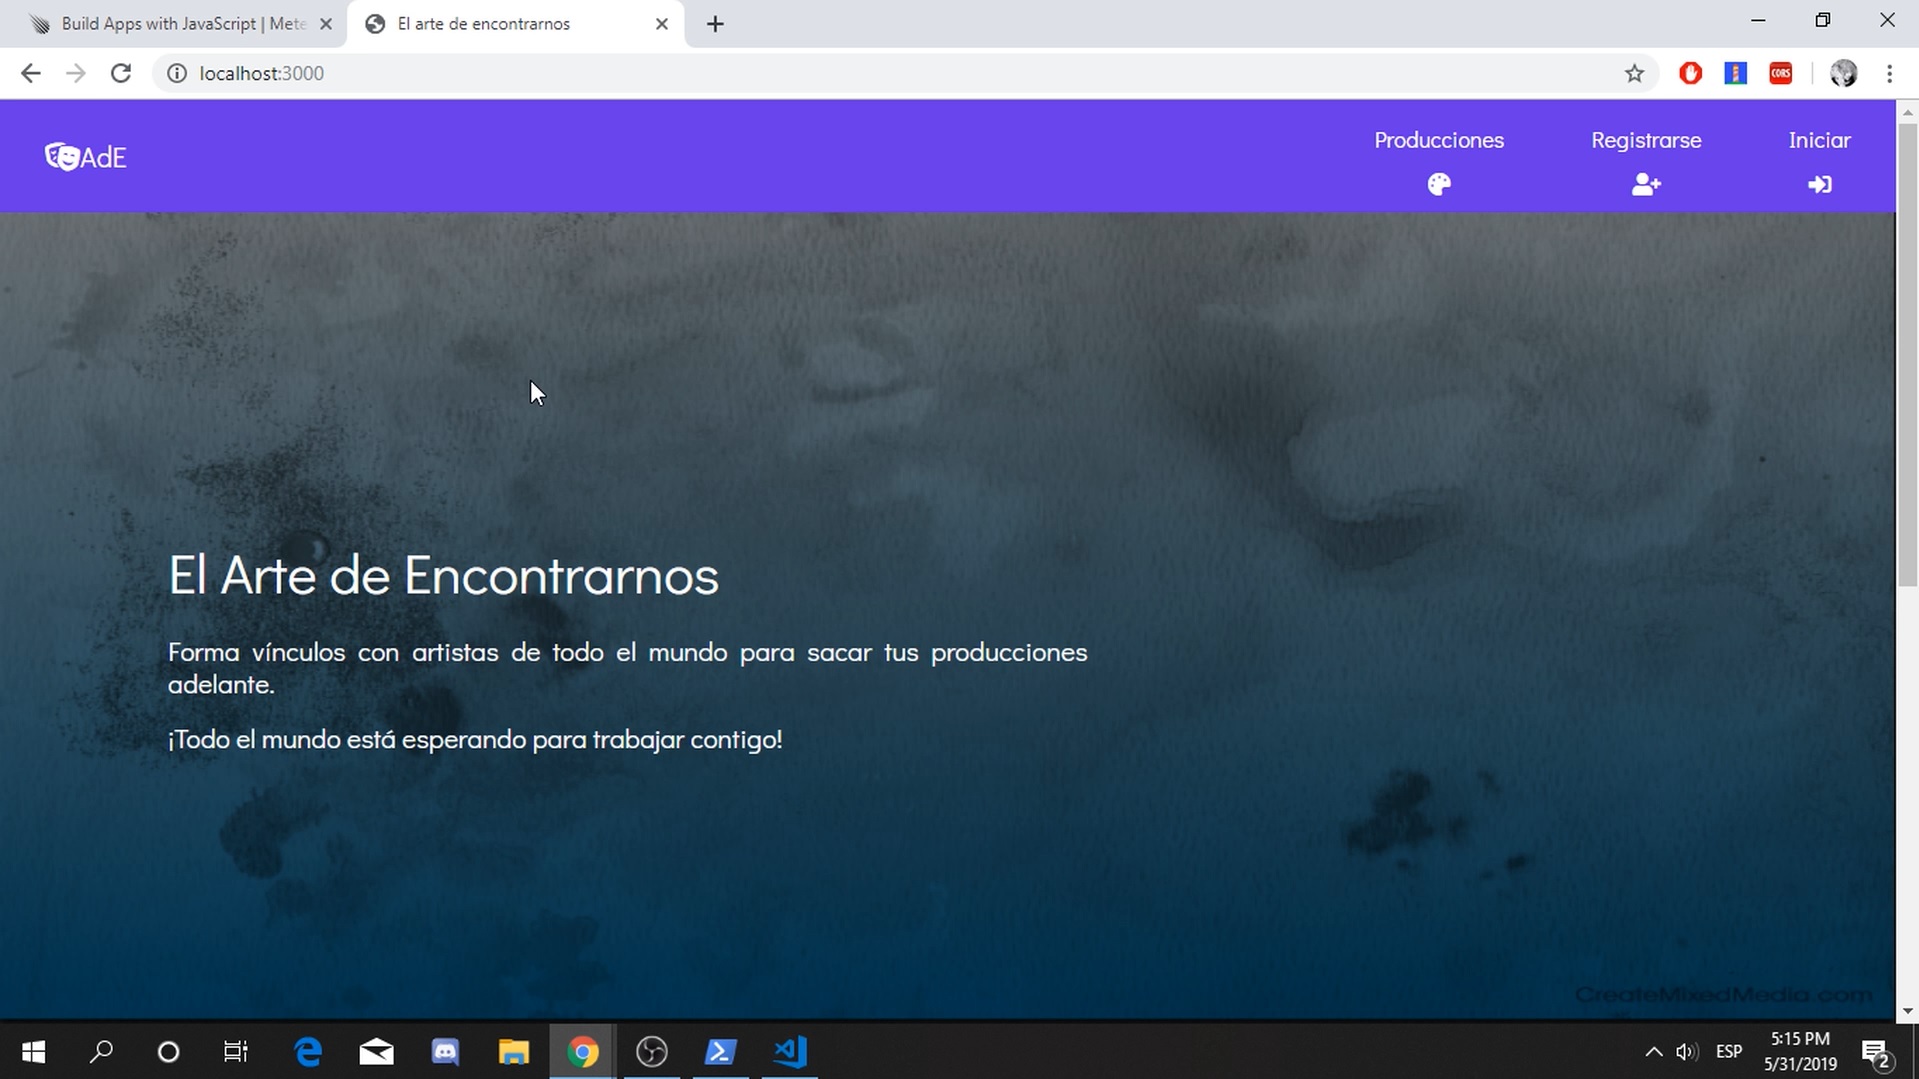 Build Apps with JavaScript | Mete
El arte de encontrarnos
localhost:3000
CORS
AdE
Producciones
Registrarse
Iniciar
El Arte de Encontrarnos
Forma vínculos con artistas de todo el mundo para sacar tus producciones
adelante.
¡Todo el mundo está esperando para trabajar contigo!
CreateMixedMedia.com
ESP
5:15 PM
5/31/2019
2